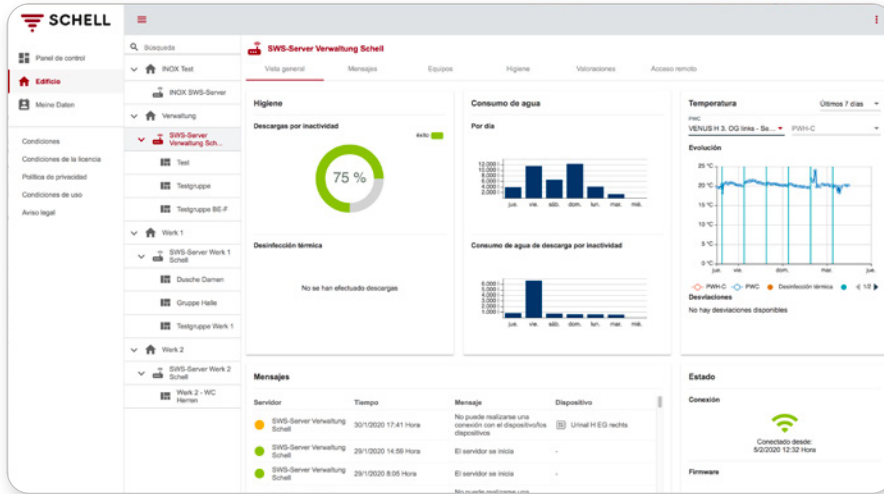 SCHELL
Panel de control
Edificio
Meine Daten
Condiciones
Condiciones de la licencia
Política de privacidad
Condiciones de uso
Aviso legal
Búsqueda
INOX Test
INOX SWS-Server
Verwaltung
SWS-Server
Verwaltung Sch...
Test
Testgruppe
Testgruppe BE-F
Werk 1
SWS-Server Werk 1
Schell
Dusche Damen
Gruppe Halle
Testgruppe Werk 1
Werk 2
SWS-Server Werk 2
Schell
Werk 2 - WC
Herren
SWS-Server Verwaltung Schell
Vista general Mensajes Equipos Higiene Valoraciones Acceso remoto
Higiene
Descargas por inactividad
éxito
75 %
Desinfección térmica
No se han efectuado descargas
Consumo de agua
Por día
12.000 l
10.000 l
8.000 l
6.000 l
4.000 l
2.000 l
jue. vie. sáb. dom. lun. mar. mié.
Consumo de agua de descarga por inactividad
6.000 l
5.000 l
4.000 l
3.000 l
2.000 l
1.000 l
jue. vie. sáb. dom. lun. mar. mié.
Temperatura Últimos 7 días
PWC
VENUS H 3. OG links - Se... PWH-C
Evolución
25 °C
20 °C
15 °C
10 °C
5 °C
0 °C
jue. vie. dom. mar. jue.
PWH-C PWC Desinfección térmica 1/2
Desviaciones
No hay desviaciones disponibles
Mensajes
Servidor Tiempo Mensaje Dispositivo
SWS-Server Verwaltung
Schell
30/1/2020 17:41 Hora
No puede realizarse una
conexión con el dispositivo/los
dispositivos
Urinal H EG rechts
SWS-Server Verwaltung
Schell
29/1/2020 14:59 Hora El servidor se inicia -
SWS-Server Verwaltung
Schell
29/1/2020 8:05 Hora El servidor se inicia -
No puede realizarse una
Estado
Conexión
Conectado desde:
5/2/2020 12:32 Hora
Firmware